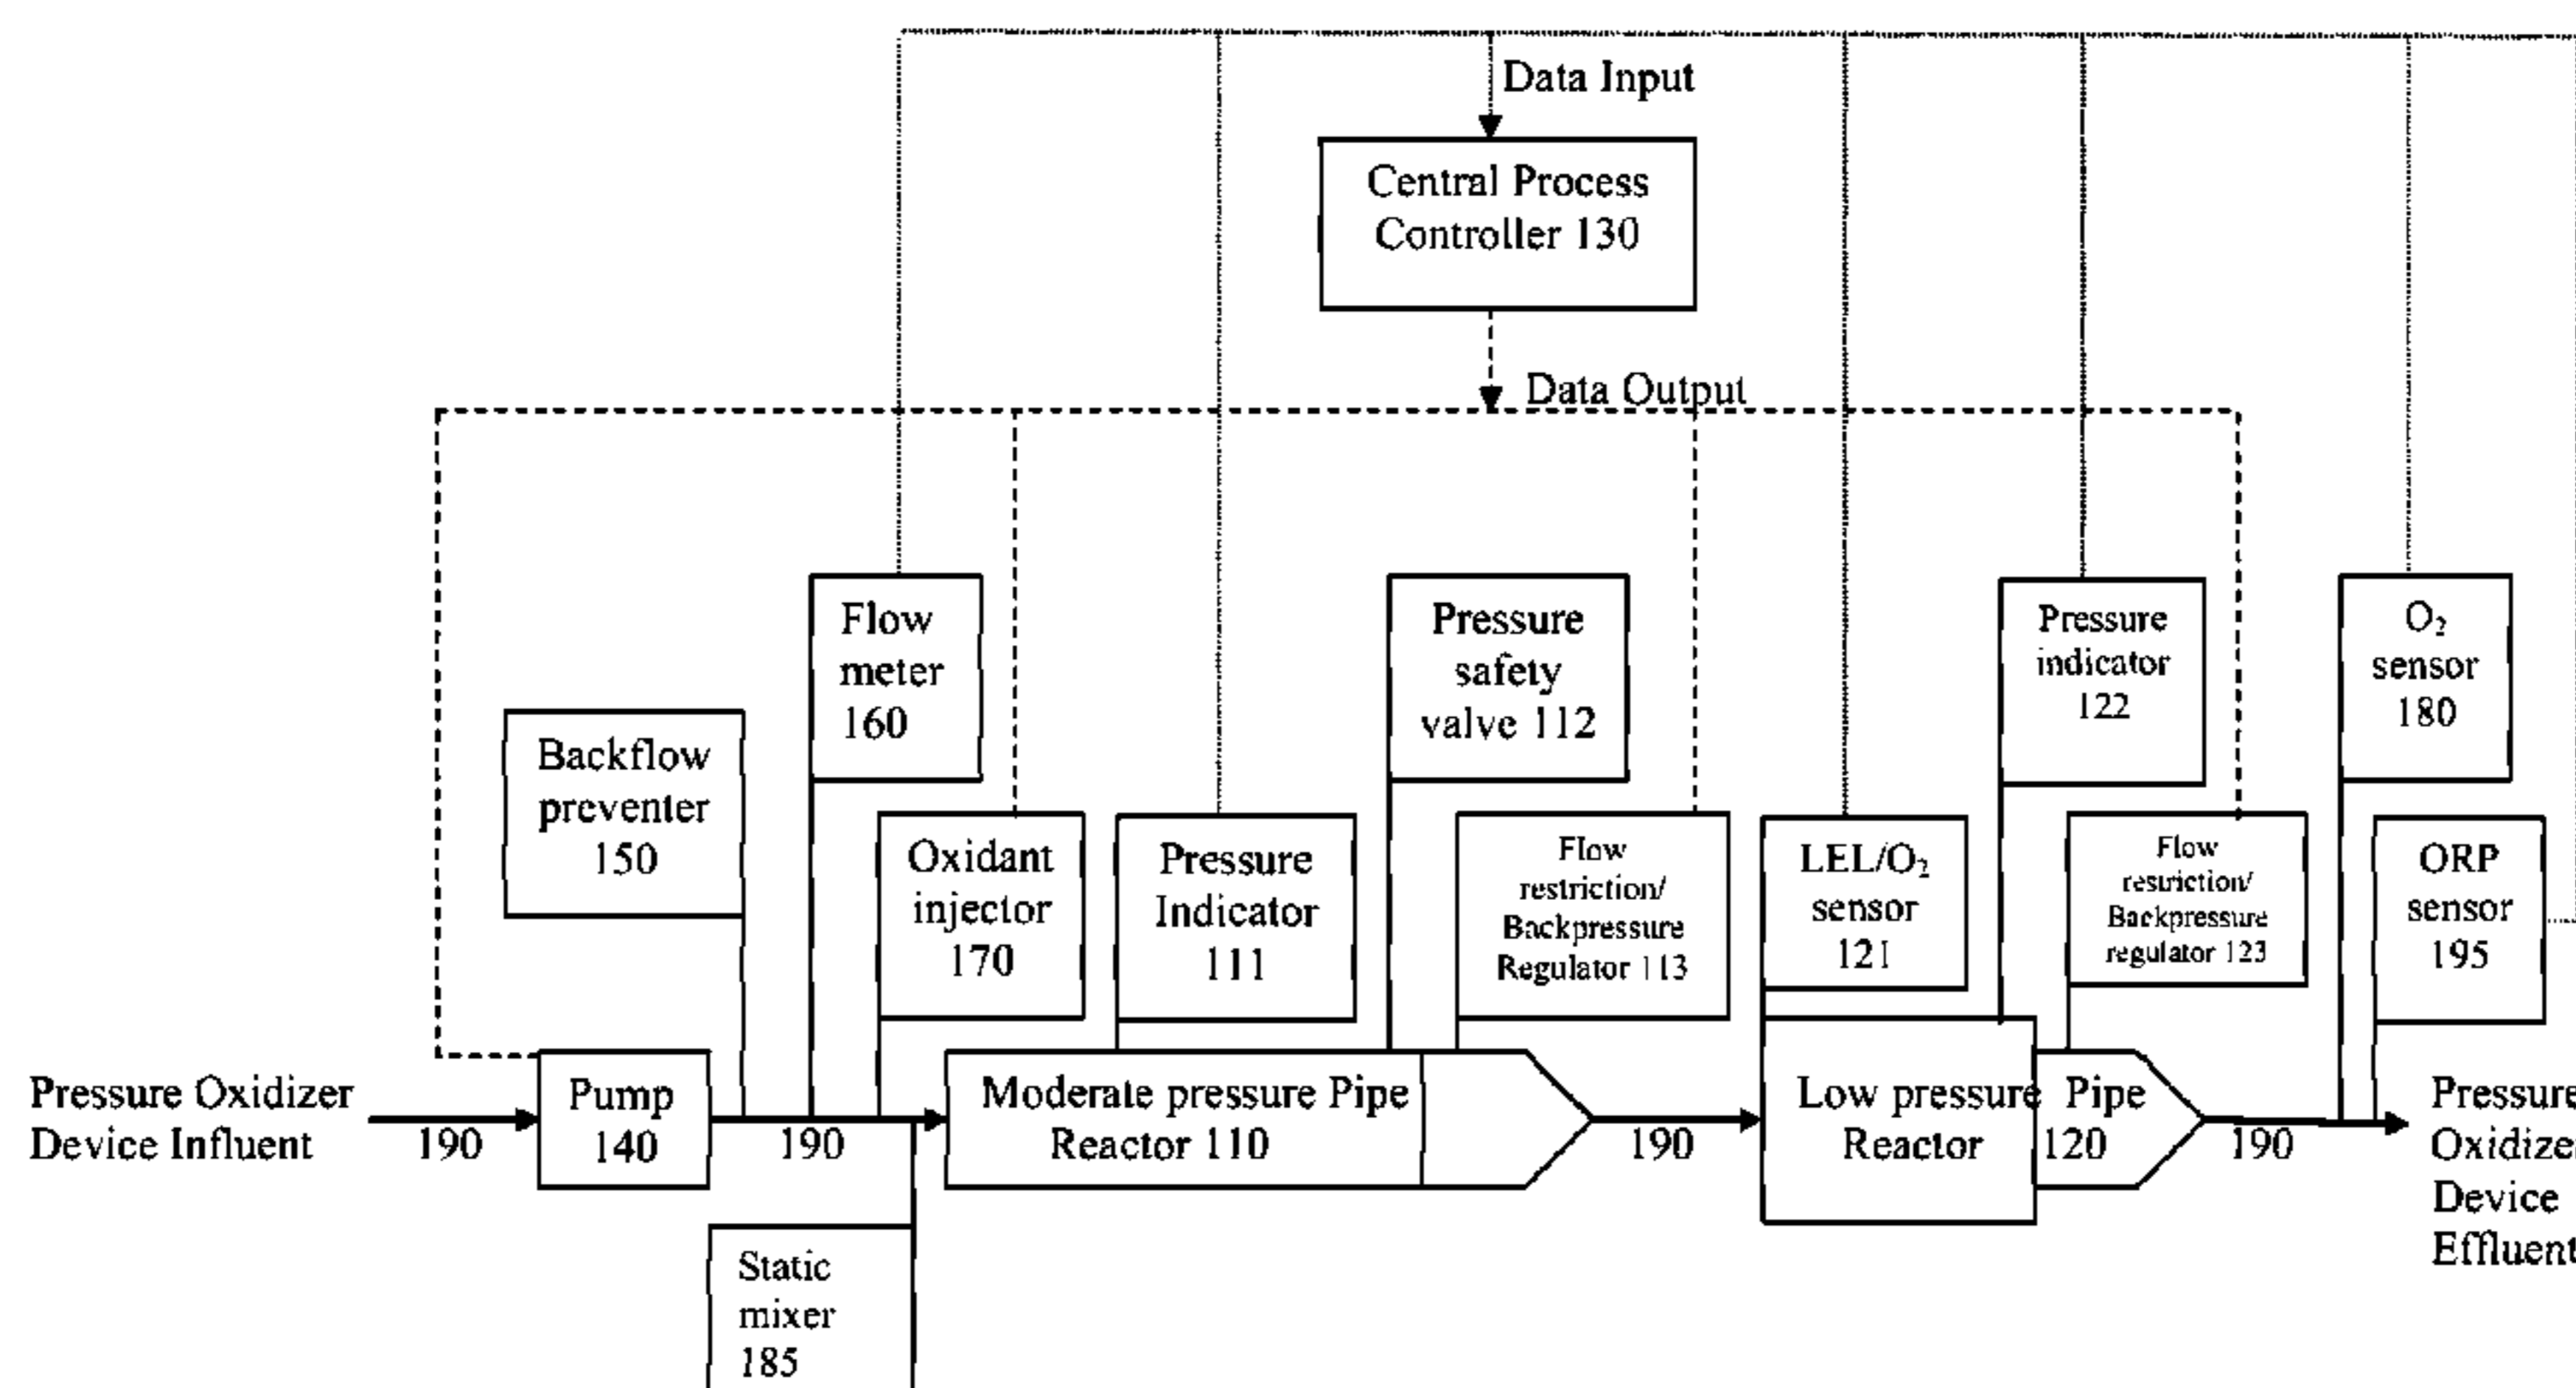 Data Input
Central Process
Controller 130
Data Output
Flow
meter
160
Pressure
safety
valve 112
Pressure
indicator
122
O₂
sensor
180
Backflow
preventer
150
Oxidant
injector
170
Pressure
Indicator
111
Flow
restriction/
Backpressure
Regulator 113
LEL/O₂
sensor
121
Flow
restriction/
Backpressure
regulator 123
ORP
sensor
195
Pressure Oxidizer
Device Influent
190
Pump
140
190
Moderate pressure Pipe
Reactor 110
190
Low pressure Pipe
Reactor 120
190
Pressure
Oxidize
Device
Effluent
Static
mixer
185